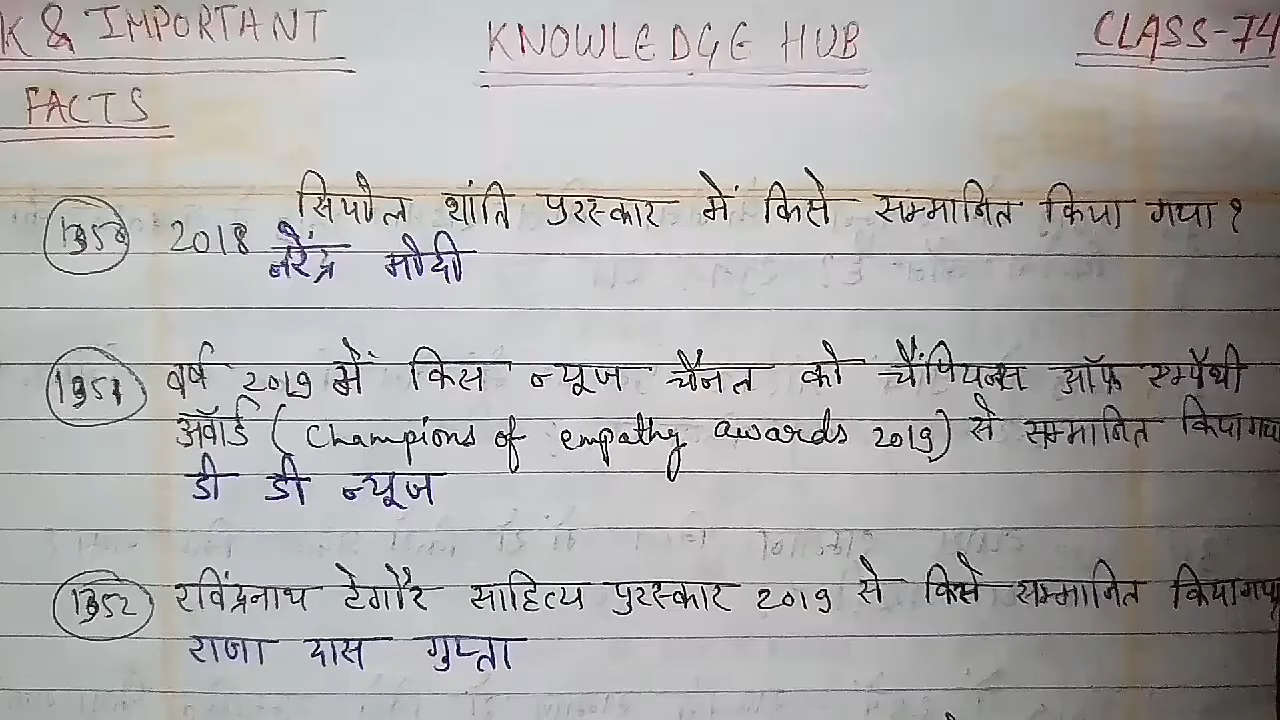 K & IMPORTANT KNOWLEDGE HUB CLASS-74
FACTS
सियोल शांति पुरस्कार में किसे सम्मानित किया गया ?
1350 2018 में
नरेंद्र मोदी
1351 वर्ष 2019 में किस न्यूज चैनल को चैंपियन्स ऑफ़ एम्पैथी
अवॉर्ड (Champions of empathy awards 2019) से सम्मानित किया गया
डी डी न्यूज
1352 रविंद्रनाथ टेगोर साहित्य पुरस्कार 2019 से किसे सम्मानित किया गया
राजा दास गुप्ता